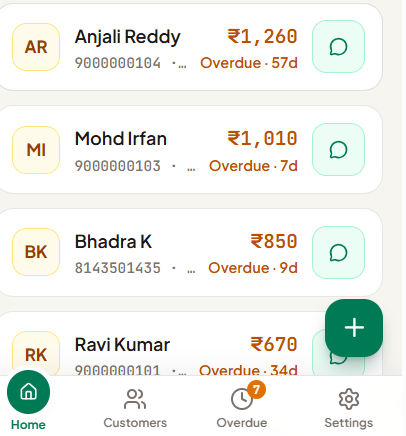 AR
Anjali Reddy
₹1,260
9000000104 ·…
Overdue · 57d
MI
Mohd Irfan
₹1,010
9000000103 · …
Overdue · 7d
BK
Bhadra K
₹850
8143501435 · …
Overdue · 9d
RK
Ravi Kumar
₹670
9000000101 …
Overdue · 34d
+
7
Home
Customers
Overdue
Settings